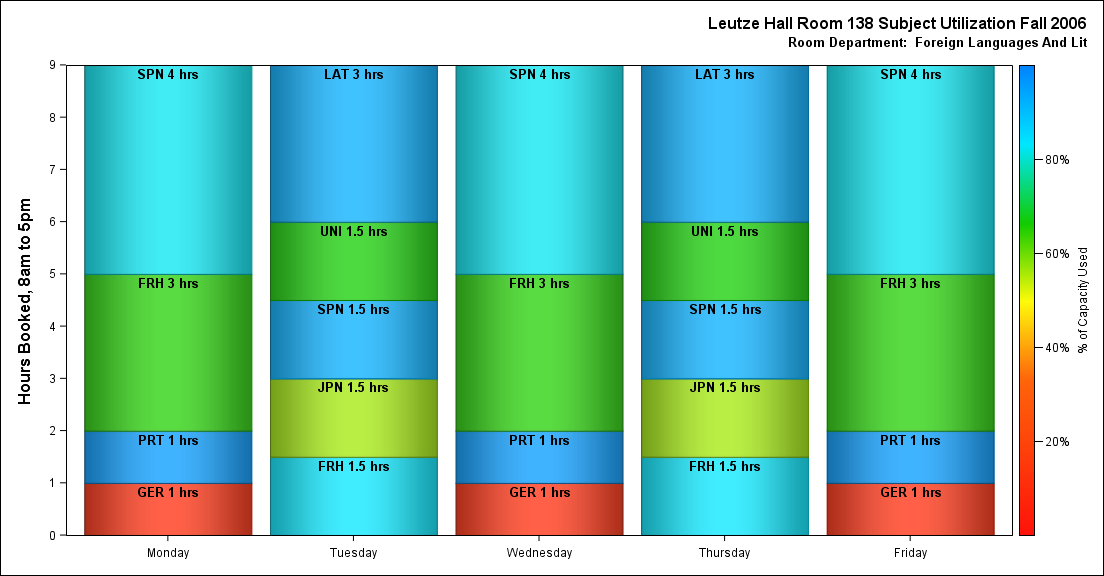 Leutze Hall Room 138 Subject Utilization Fall 2006
Room Department:  Foreign Languages And Lit
Hours Booked, 8am to 5pm
9
8
7
6
5
4
3
2
1
0
SPN 4 hrs
FRH 3 hrs
PRT 1 hrs
GER 1 hrs
Monday
LAT 3 hrs
UNI 1.5 hrs
SPN 1.5 hrs
JPN 1.5 hrs
FRH 1.5 hrs
Tuesday
SPN 4 hrs
FRH 3 hrs
PRT 1 hrs
GER 1 hrs
Wednesday
LAT 3 hrs
UNI 1.5 hrs
SPN 1.5 hrs
JPN 1.5 hrs
FRH 1.5 hrs
Thursday
SPN 4 hrs
FRH 3 hrs
PRT 1 hrs
GER 1 hrs
Friday
80%
60%
40%
20%
% of Capacity Used